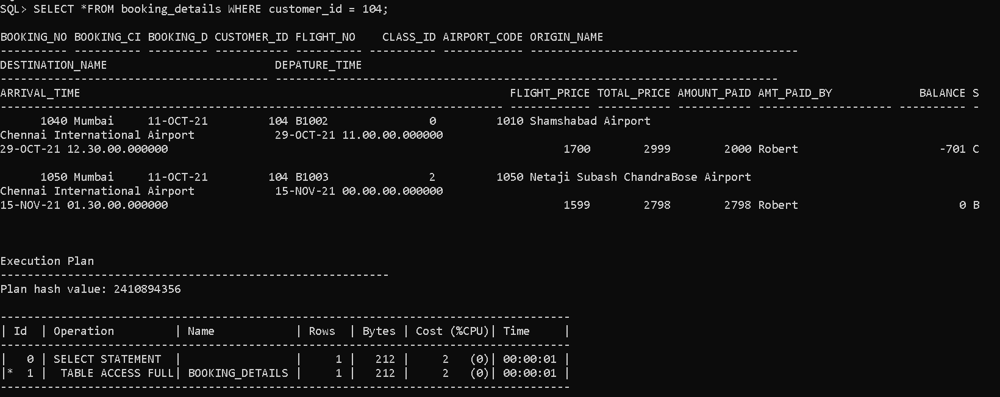 SQL> SELECT *FROM booking_details WHERE customer_id = 104;
BOOKING_NO BOOKING_CI BOOKING_D CUSTOMER_ID FLIGHT_NO    CLASS_ID AIRPORT_CODE ORIGIN_NAME
---------- ---------- --------- ----------- ---------- ---------- ------------ ----------------------------------------
DESTINATION_NAME                         DEPATURE_TIME
---------------------------------------- ---------------------------------------------------------------------------
ARRIVAL_TIME                                                                FLIGHT_PRICE TOTAL_PRICE AMOUNT_PAID AMT_PAID_BY             BALANCE S
--------------------------------------------------------------------------- ------------ ----------- ----------- -------------------- ---------- -
      1040 Mumbai     11-OCT-21         104 B1002               0         1010 Shamshabad Airport
Chennai International Airport            29-OCT-21 11.00.00.000000
29-OCT-21 12.30.00.000000                                                           1700        2999        2000 Robert                     -701 C
      1050 Mumbai     11-OCT-21         104 B1003               2         1050 Netaji Subash ChandraBose Airport
Chennai International Airport            15-NOV-21 00.00.00.000000
15-NOV-21 01.30.00.000000                                                           1599        2798        2798 Robert                        0 B
Execution Plan
----------------------------------------------------------
Plan hash value: 2410894356
-------------------------------------------------------------------------------------
| Id  | Operation         | Name            | Rows  | Bytes | Cost (%CPU)| Time     |
-------------------------------------------------------------------------------------
|   0 | SELECT STATEMENT  |                 |     1 |   212 |     2   (0)| 00:00:01 |
|*  1 |  TABLE ACCESS FULL| BOOKING_DETAILS |     1 |   212 |     2   (0)| 00:00:01 |
-------------------------------------------------------------------------------------